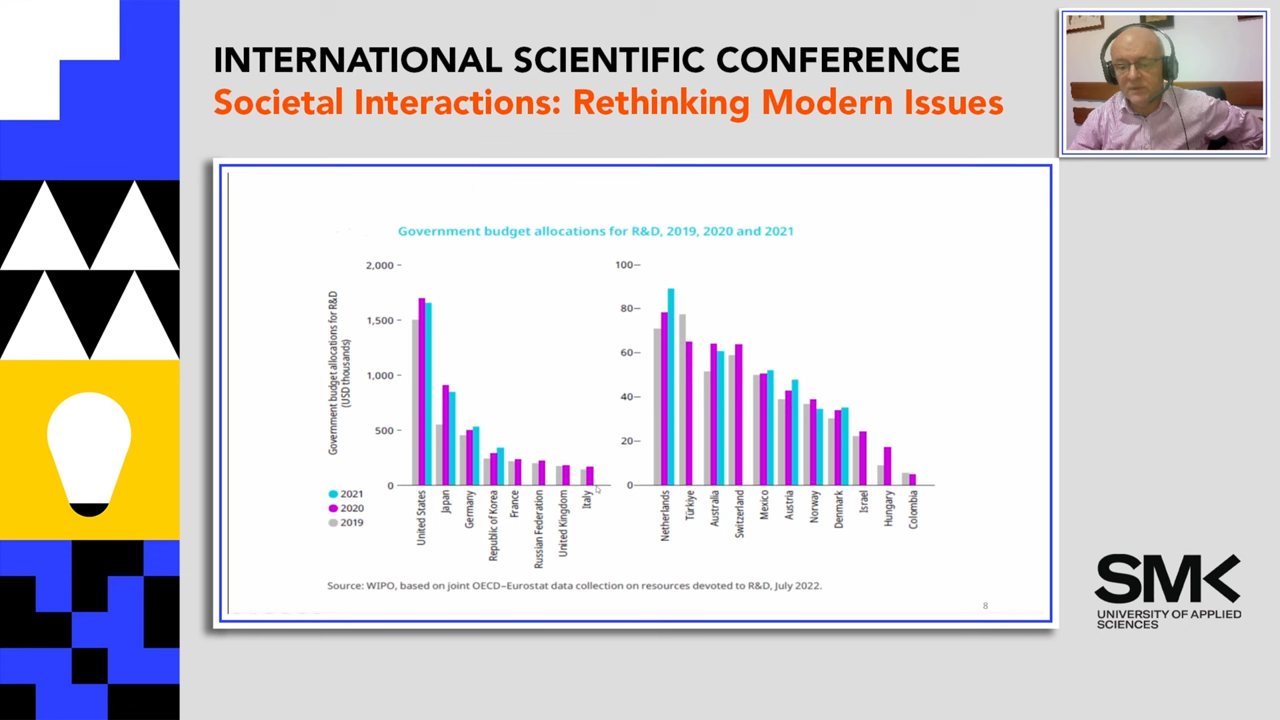 INTERNATIONAL SCIENTIFIC CONFERENCE
Societal Interactions: Rethinking Modern Issues
Government budget allocations for R&D, 2019, 2020 and 2021
Government budget allocations for R&D
(USD thousands)
2,000
1,500
1,000
500
0
United States
Japan
Germany
Republic of Korea
France
Russian Federation
United Kingdom
Italy
100
80
60
40
20
0
Netherlands
Türkiye
Australia
Switzerland
Mexico
Austria
Norway
Denmark
Israel
Hungary
Colombia
2021
2020
2019
Source: WIPO, based on joint OECD–Eurostat data collection on resources devoted to R&D, July 2022.
8
SMK
UNIVERSITY OF APPLIED
SCIENCES